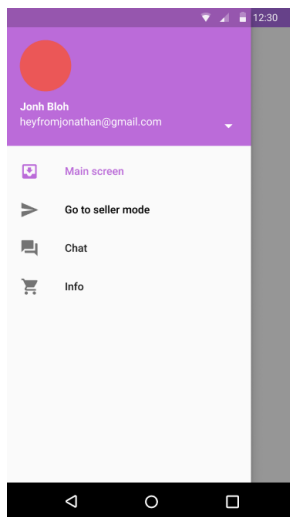 12:30
Jonh Bloh
heyfromjonathan@gmail.com
Main screen
Go to seller mode
Chat
Info